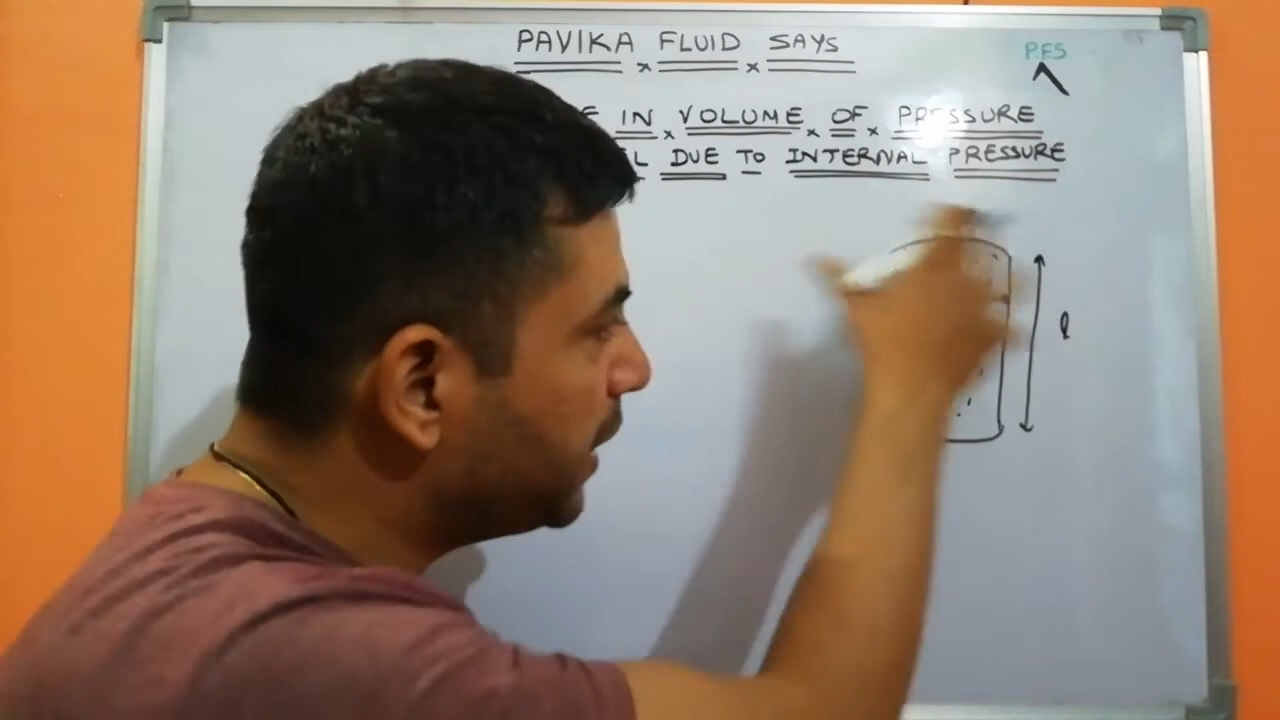 PAVIKA FLUID SAYS
PFS
IN VOLUME OF PRESSURE
DUE TO INTERNAL PRESSURE
l